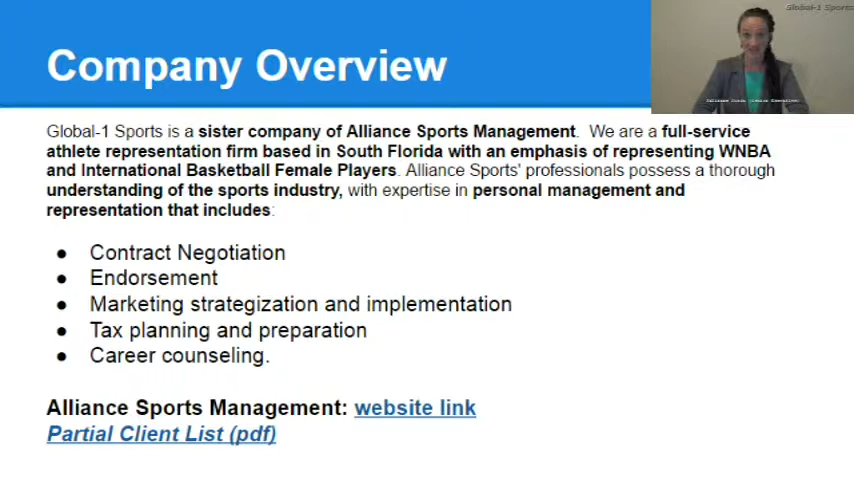 Company Overview
Global-1 Sports
Global-1 Sports is a sister company of Alliance Sports Management. We are a full-service
athlete representation firm based in South Florida with an emphasis of representing WNBA
and International Basketball Female Players. Alliance Sports' professionals possess a thorough
understanding of the sports industry, with expertise in personal management and
representation that includes:
● Contract Negotiation
● Endorsement
● Marketing strategization and implementation
● Tax planning and preparation
● Career counseling.
Alliance Sports Management: website link
Partial Client List (pdf)